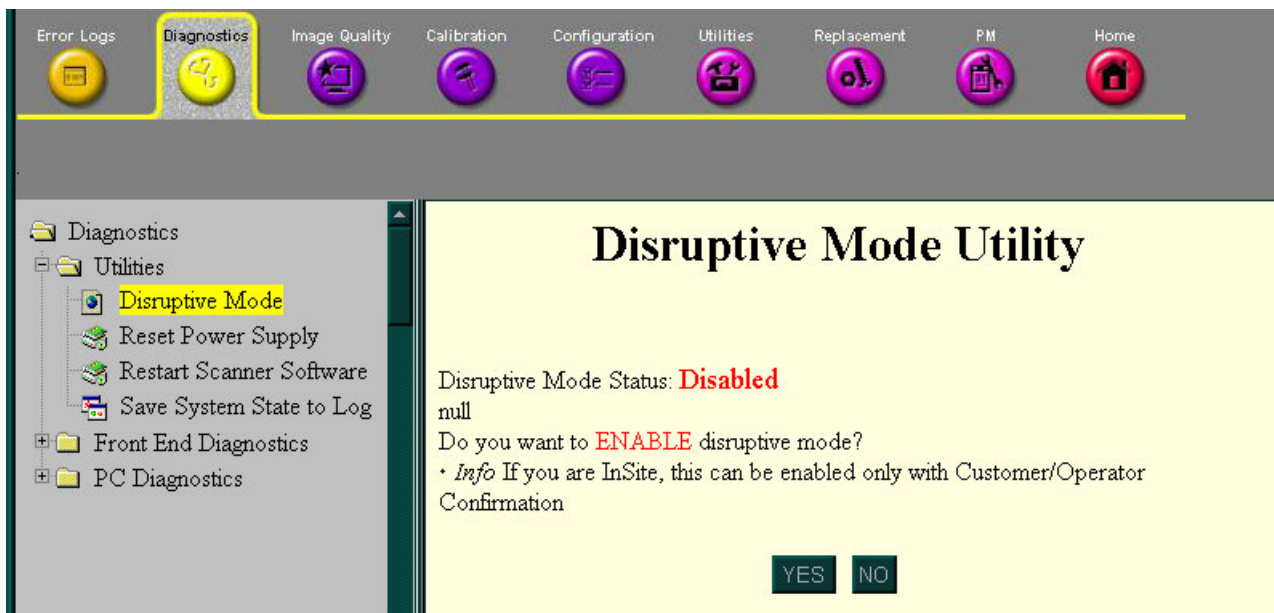 Error Logs Diagnostics Image Quality Calibration Configuration Utilities Replacement PM Home
Diagnostics
Utilities
Disruptive Mode
Reset Power Supply
Restart Scanner Software
Save System State to Log
Front End Diagnostics
PC Diagnostics
Disruptive Mode Utility
Disruptive Mode Status: Disabled
null
Do you want to ENABLE disruptive mode?
· Info If you are InSite, this can be enabled only with Customer/Operator
Confirmation
YES NO